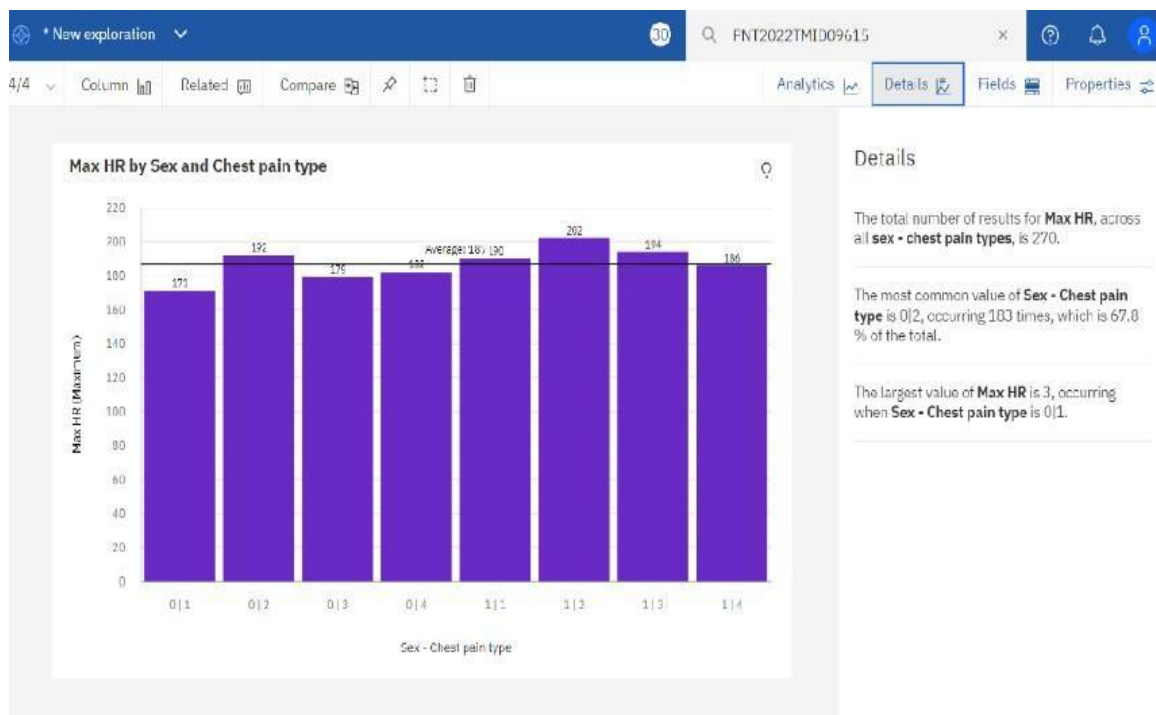 * New exploration
30
FNT2022TMID09615
4/4
Column
Related
Compare
Analytics
Details
Fields
Properties
Max HR by Sex and Chest pain type
Details
The total number of results for Max HR, across
all sex - chest pain types, is 270.
The most common value of Sex - Chest pain
type is 0|2, occurring 183 times, which is 67.8
% of the total.
The largest value of Max HR is 3, occurring
when Sex - Chest pain type is 0|1.
Max HR (Maximum)
220
200
180
160
140
120
100
80
60
40
20
0
171
192
179
182
Average: 187
190
202
194
186
0|1
0|2
0|3
0|4
1|1
1|2
1|3
1|4
Sex - Chest pain type